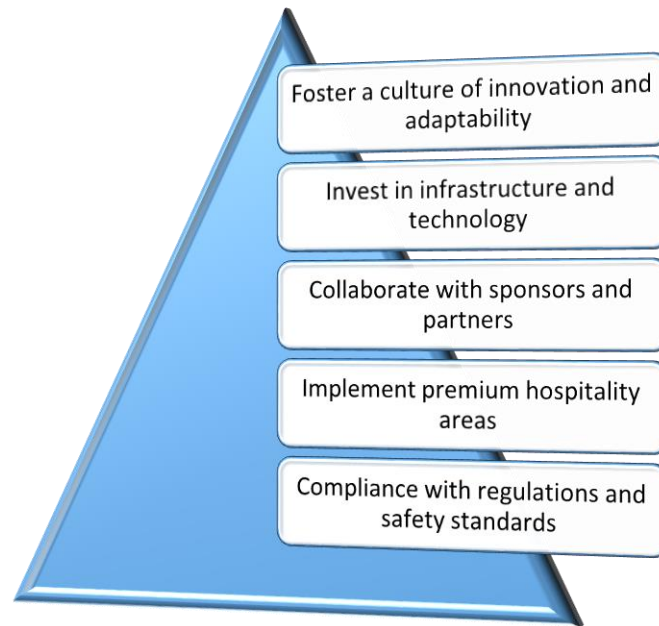 Foster a culture of innovation and
adaptability
Invest in infrastructure and
technology
Collaborate with sponsors and
partners
Implement premium hospitality
areas
Compliance with regulations and
safety standards